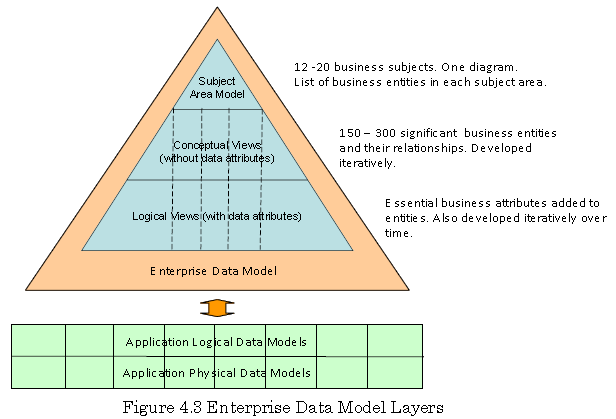 Subject
Area Model
12 -20 business subjects. One diagram.
List of business entities in each subject area.
Conceptual Views
(without data attributes)
150 – 300 significant business entities
and their relationships. Developed
iteratively.
Logical Views (with data attributes)
Essential business attributes added to
entities. Also developed iteratively over
time.
Enterprise Data Model
Application Logical Data Models
Application Physical Data Models
Figure 4.3 Enterprise Data Model Layers